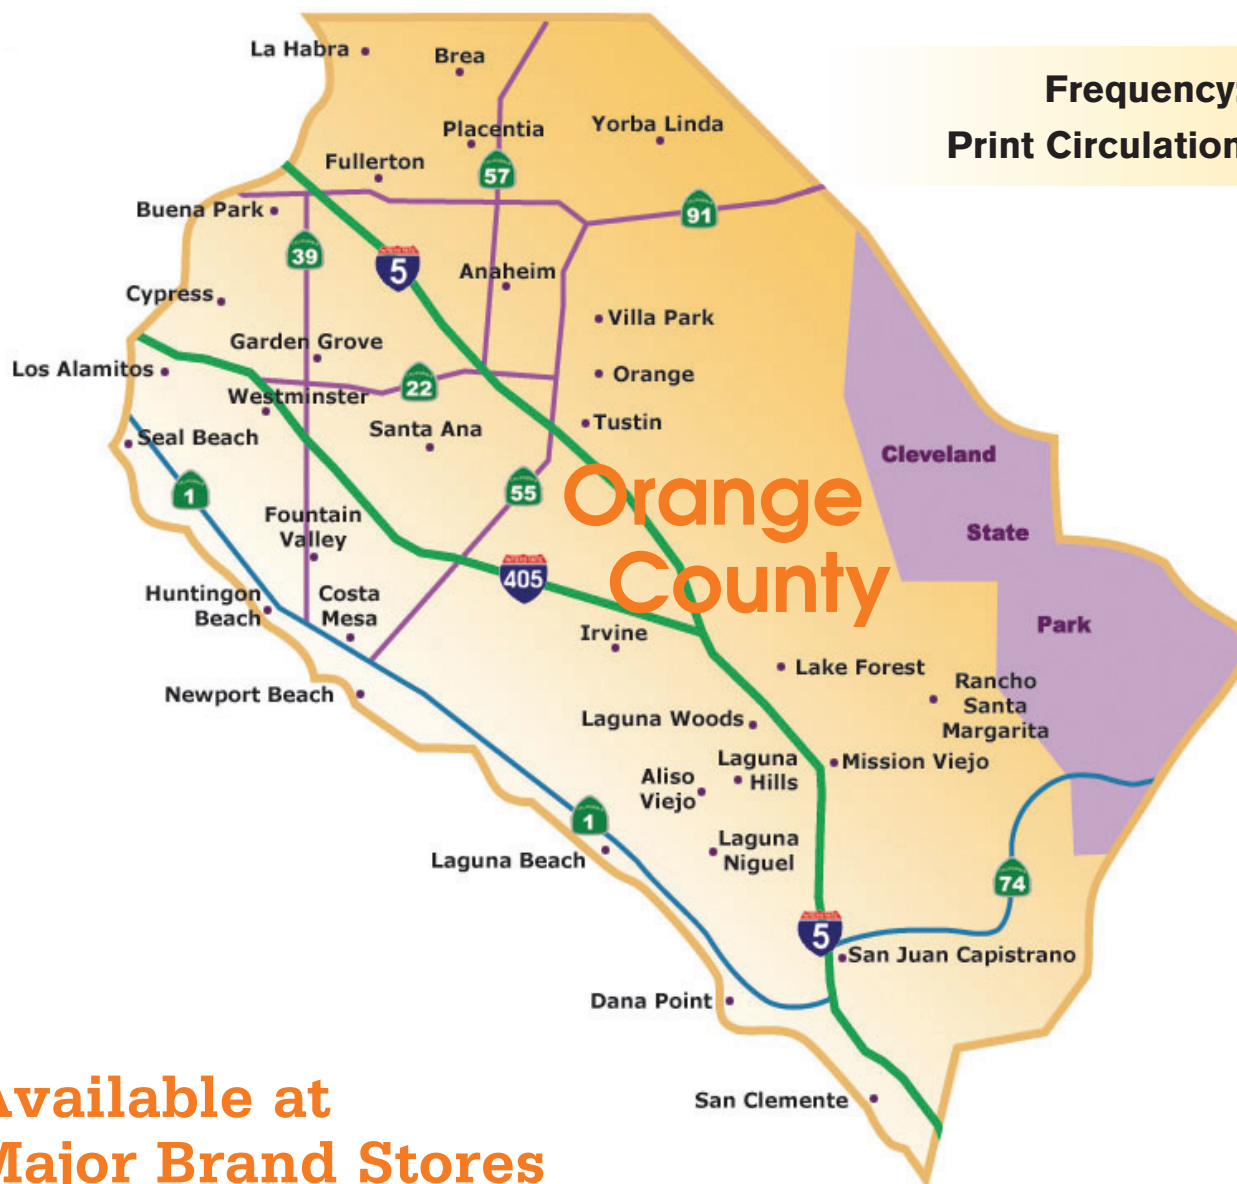 La Habra
Brea
Frequency:
Print Circulation
Placentia
Yorba Linda
Fullerton
57
Buena Park
91
39
5
Anaheim
Cypress
Villa Park
Garden Grove
Los Alamitos
Orange
22
Westminster
Tustin
Santa Ana
Seal Beach
Cleveland
1
55
Orange
County
Fountain
Valley
State
405
Huntingon
Beach
Costa
Mesa
Irvine
Park
Lake Forest
Rancho
Santa
Margarita
Newport Beach
Laguna Woods
Laguna
Hills
Mission Viejo
Aliso
Viejo
1
Laguna
Niguel
Laguna Beach
74
5
San Juan Capistrano
Dana Point
San Clemente
Available at
Major Brand Stores